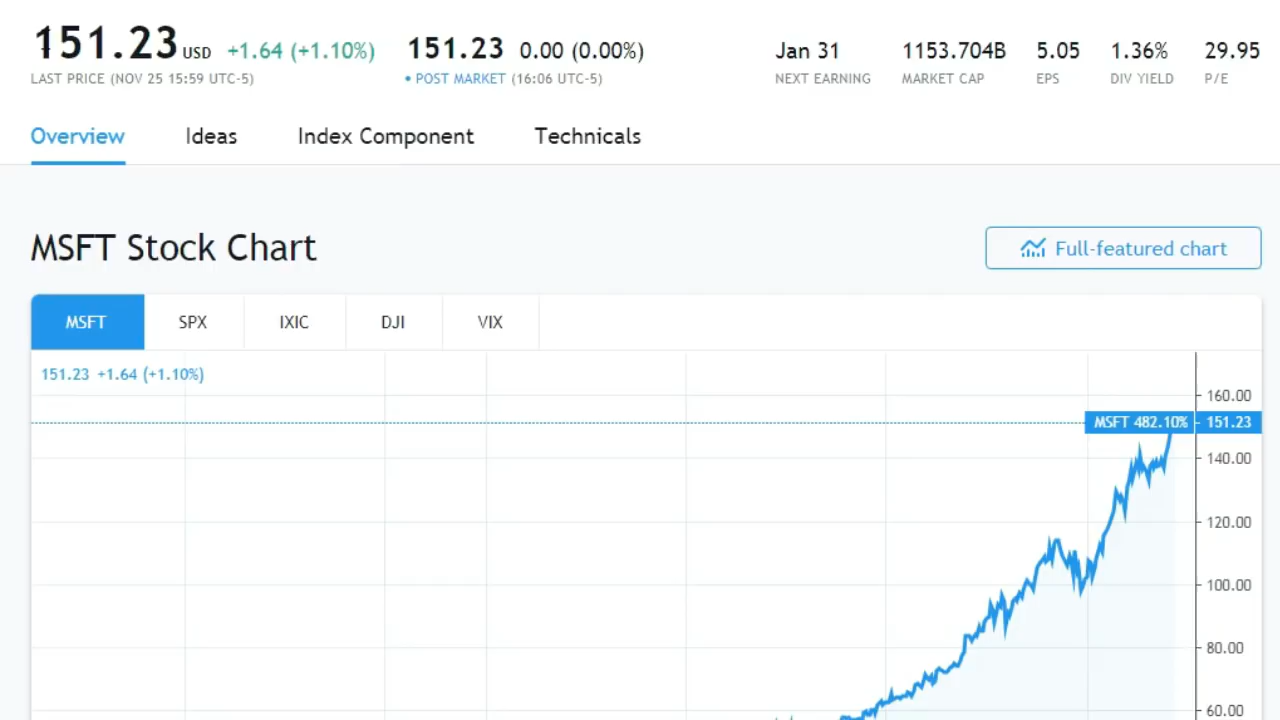 151.23 USD +1.64 (+1.10%) 151.23 0.00 (0.00%) Jan 31 1153.704B 5.05 1.36% 29.95
LAST PRICE (NOV 25 15:59 UTC-5) • POST MARKET (16:06 UTC-5) NEXT EARNING MARKET CAP EPS DIV YIELD P/E
Overview Ideas Index Component Technicals
MSFT Stock Chart Full-featured chart
MSFT SPX IXIC DJI VIX
151.23 +1.64 (+1.10%)
160.00
MSFT 482.10% 151.23
140.00
120.00
100.00
80.00
60.00